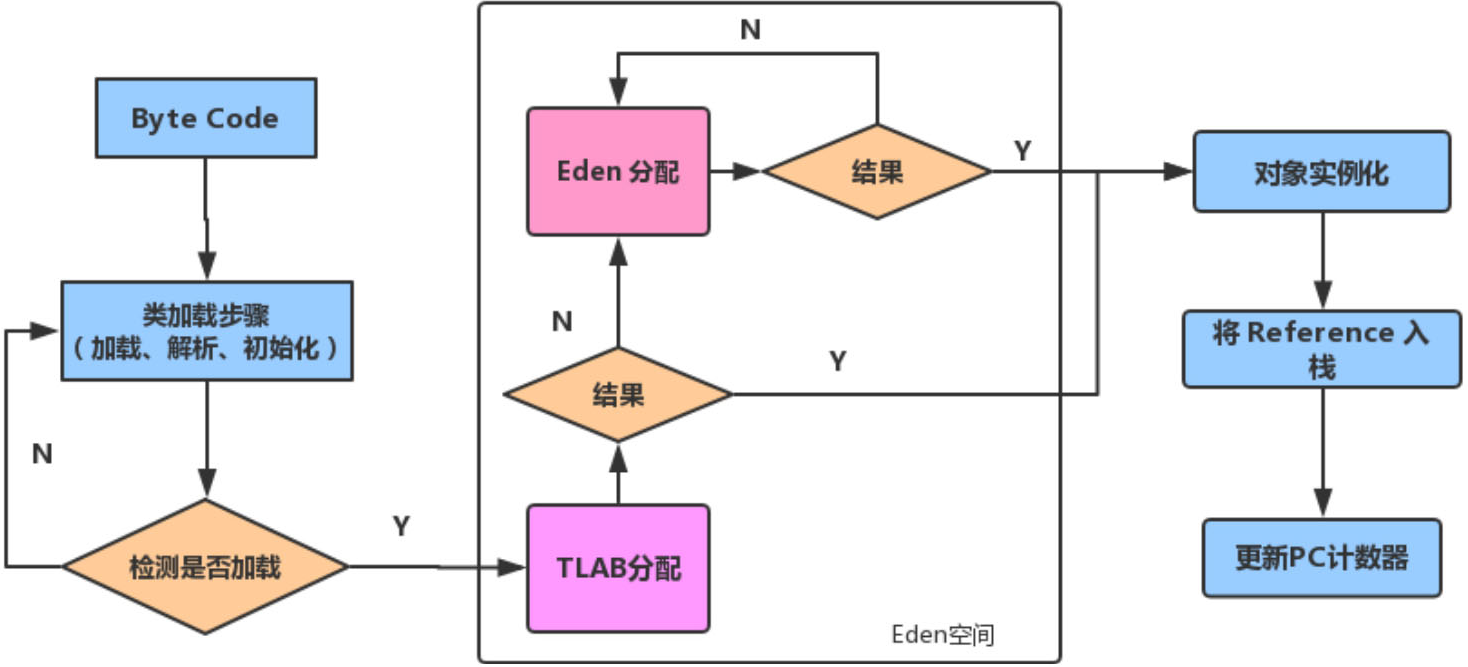 Byte Code
类加载步骤
（加载、解析、初始化）
N
检测是否加载
Y
N
Eden 分配
结果
Y
N
结果
Y
TLAB分配
Eden空间
对象实例化
将 Reference 入
栈
更新PC计数器